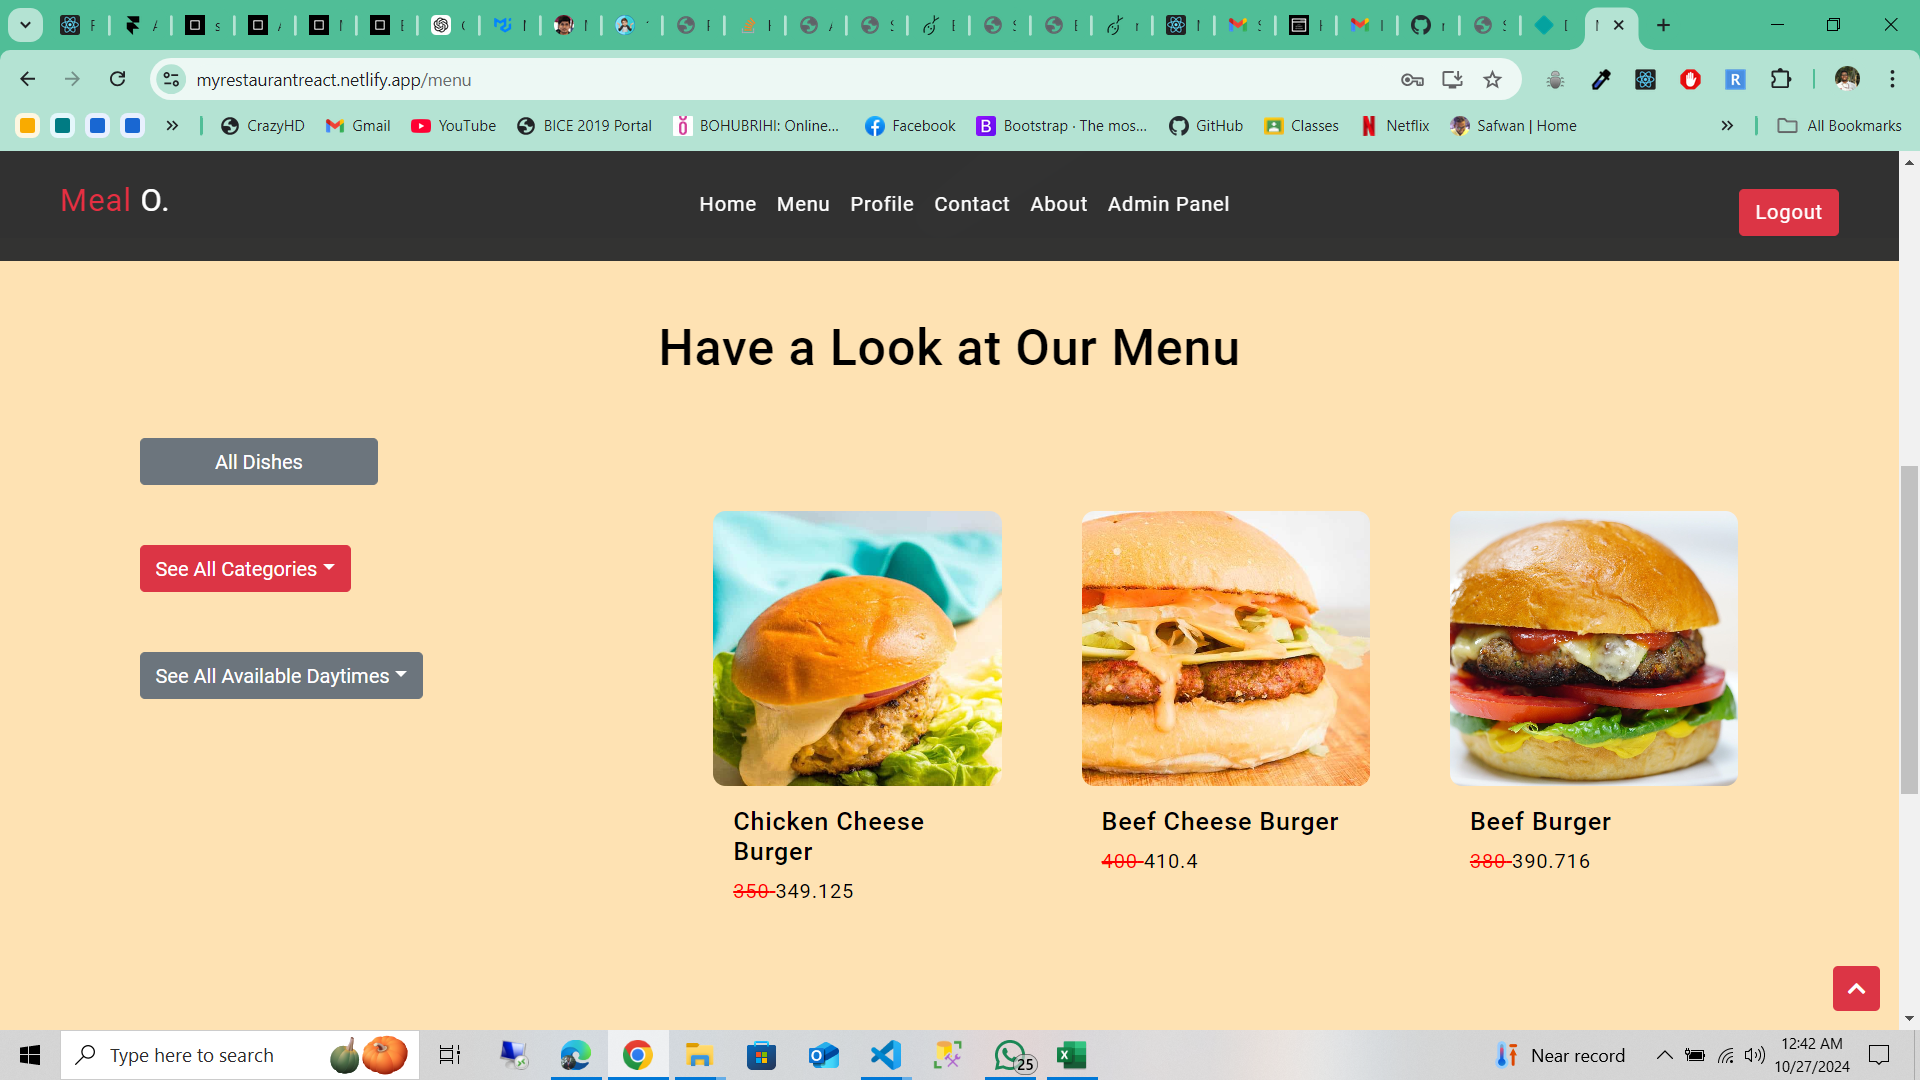 myrestaurantreact.netlify.app/menu
CrazyHD Gmail YouTube BICE 2019 Portal BOHUBRIHI: Online... Facebook Bootstrap · The mos... GitHub Classes Netflix Safwan | Home All Bookmarks
Meal O.
Home Menu Profile Contact About Admin Panel
Logout
Have a Look at Our Menu
All Dishes
See All Categories
See All Available Daytimes
Chicken Cheese
Burger
350 349.125
Beef Cheese Burger
400 410.4
Beef Burger
380 390.716
Type here to search
25
Near record
12:42 AM
10/27/2024